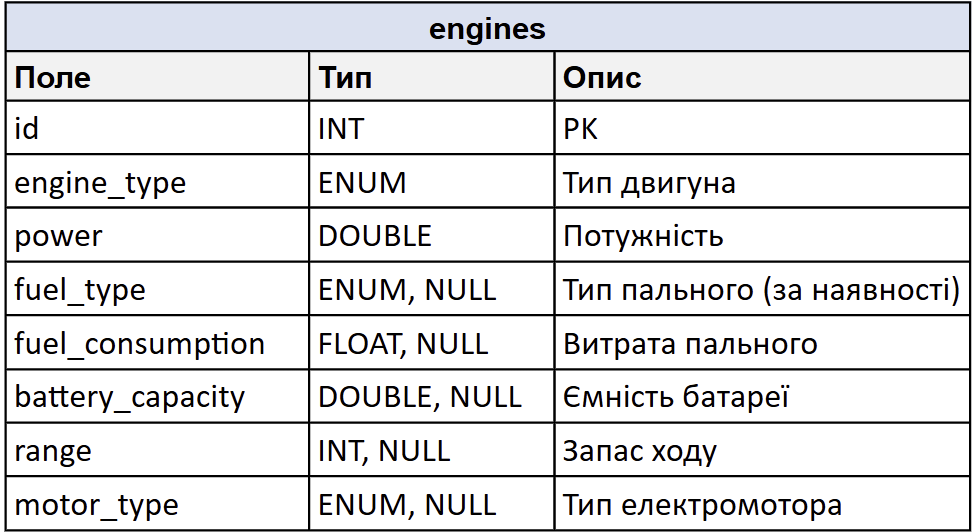 engines
Поле Тип Опис
id INT PK
engine_type ENUM Тип двигуна
power DOUBLE Потужність
fuel_type ENUM, NULL Тип пального (за наявності)
fuel_consumption FLOAT, NULL Витрата пального
battery_capacity DOUBLE, NULL Ємність батареї
range INT, NULL Запас ходу
motor_type ENUM, NULL Тип електромотора